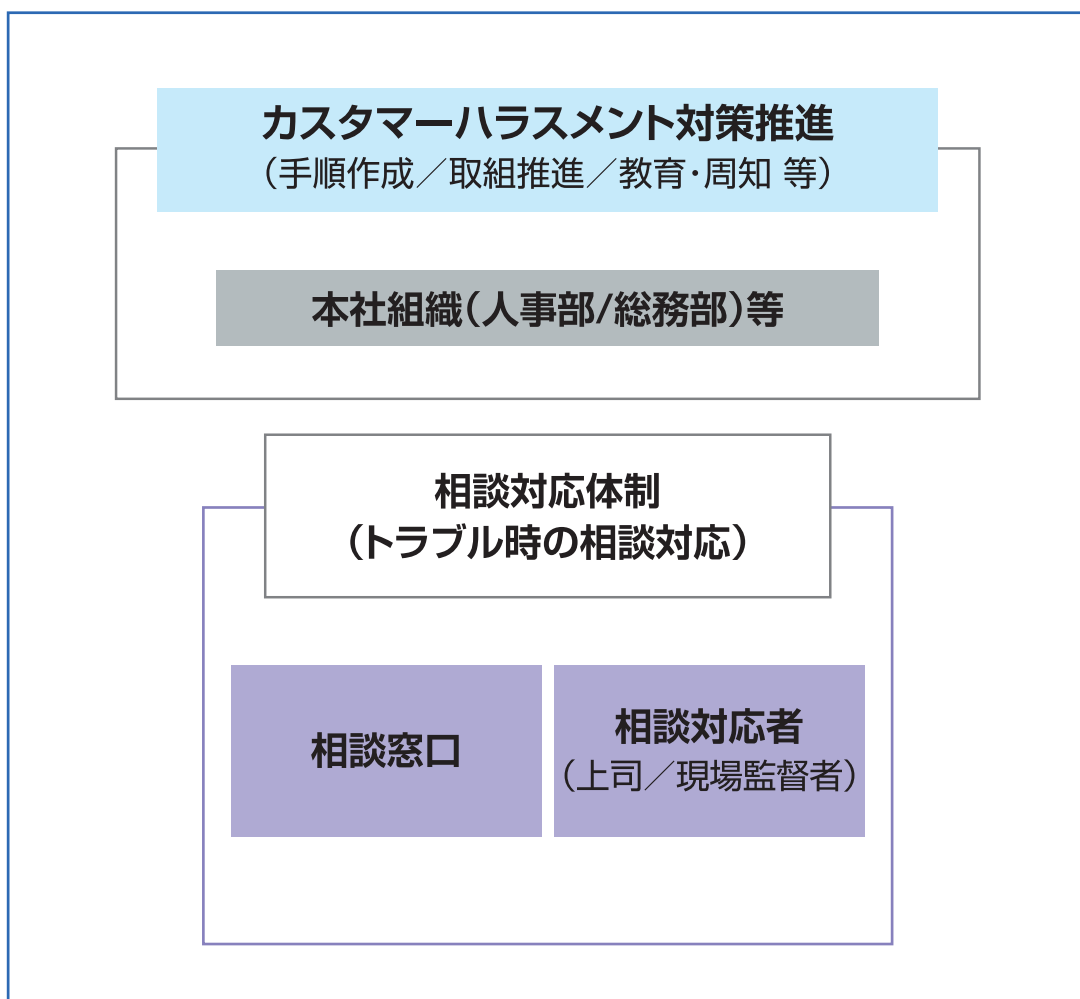 カスタマーハラスメント対策推進
（手順作成／取組推進／教育・周知 等）
本社組織（人事部/総務部）等
相談対応体制
（トラブル時の相談対応）
相談窓口
相談対応者
（上司／現場監督者）